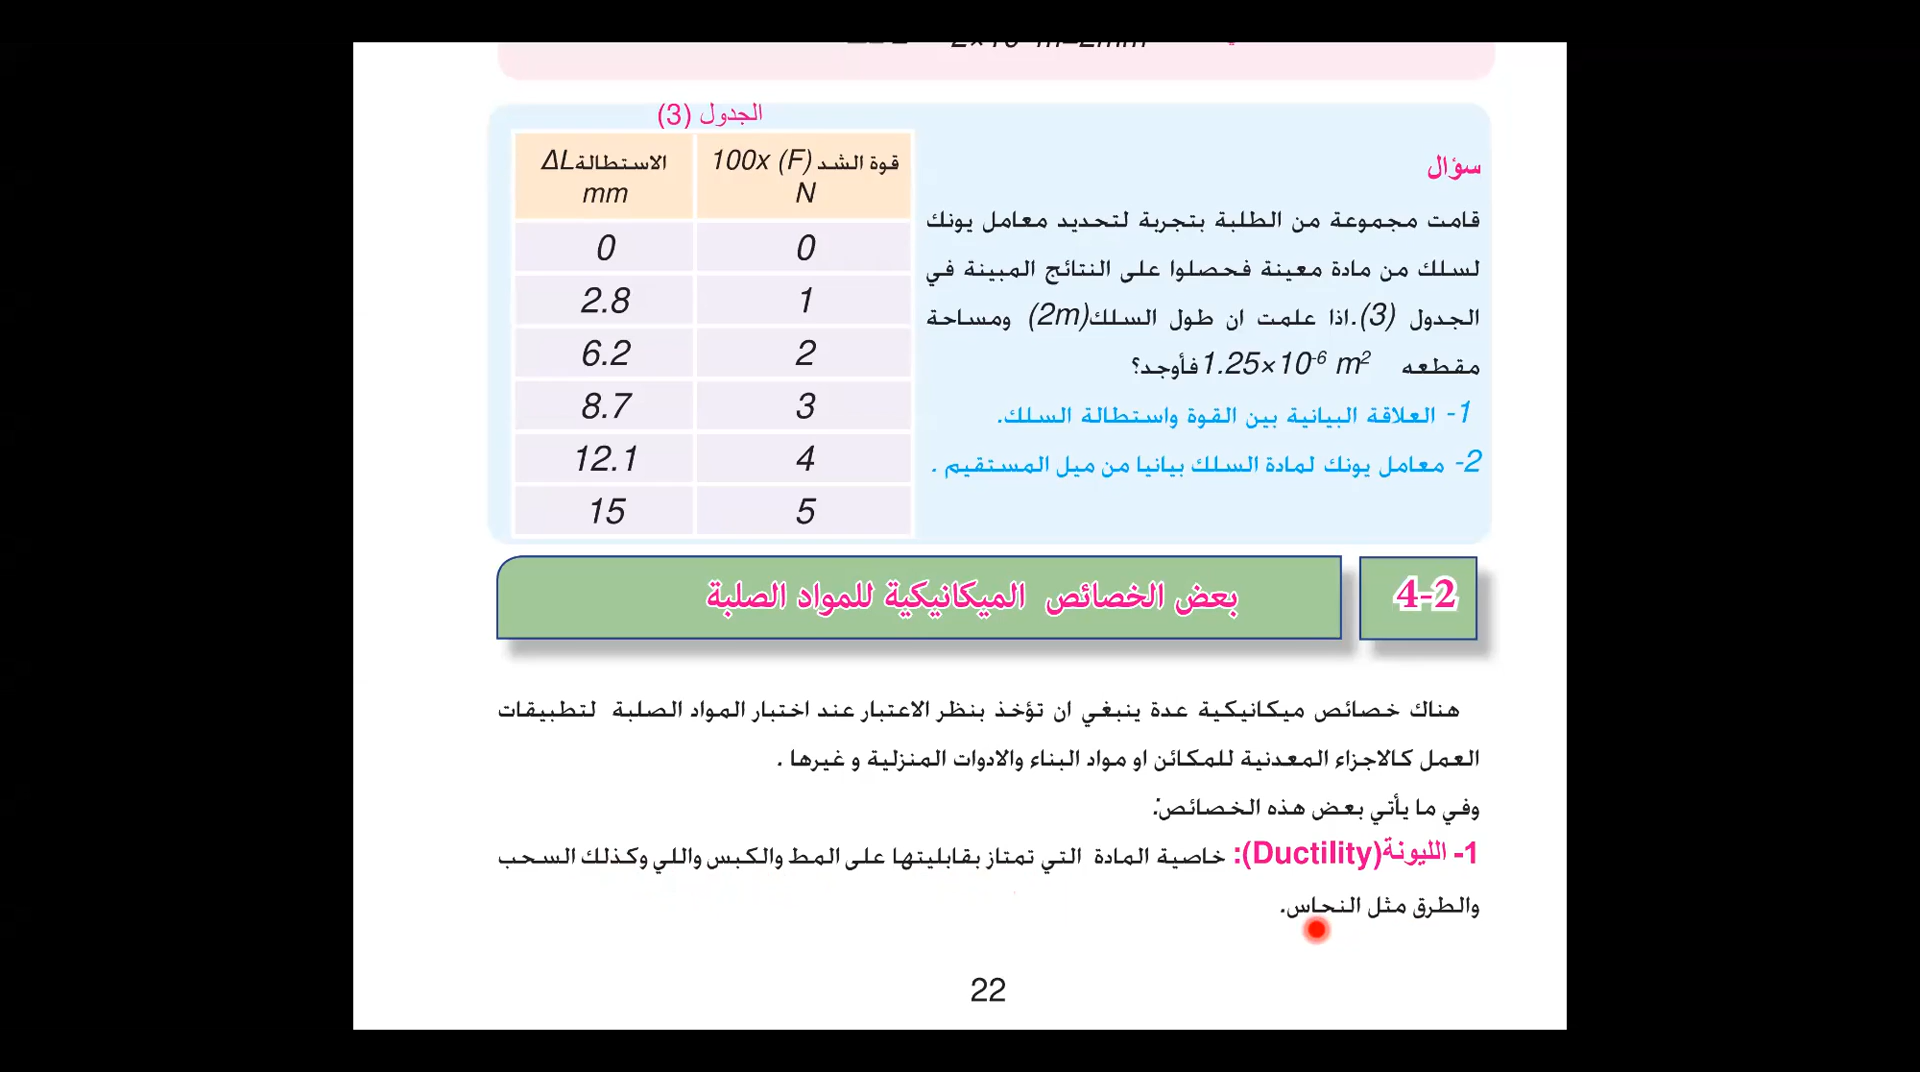 الجدول (3)
سؤال
قامت مجموعة من الطلبة بتجربة لتحديد معامل يونك
لسلك من مادة معينة فحصلوا على النتائج المبينة في
الجدول (3).اذا علمت ان طول السلك(2m) ومساحة
مقطعه 1.25×10⁻⁶ m² فأوجد؟
1- العلاقة البيانية بين القوة واستطالة السلك.
2- معامل يونك لمادة السلك بيانيا من ميل المستقيم .
قوة الشد (F) 100x N | الاستطالة ΔL mm
0 | 0
1 | 2.8
2 | 6.2
3 | 8.7
4 | 12.1
5 | 15
4-2 بعض الخصائص الميكانيكية للمواد الصلبة
هناك خصائص ميكانيكية عدة ينبغي ان تؤخذ بنظر الاعتبار عند اختبار المواد الصلبة لتطبيقات
العمل كالاجزاء المعدنية للمكائن او مواد البناء والادوات المنزلية و غيرها .
وفي ما يأتي بعض هذه الخصائص:
1- الليونة(Ductility): خاصية المادة التي تمتاز بقابليتها على المط والكبس واللي وكذلك السحب
والطرق مثل النحاس.
22